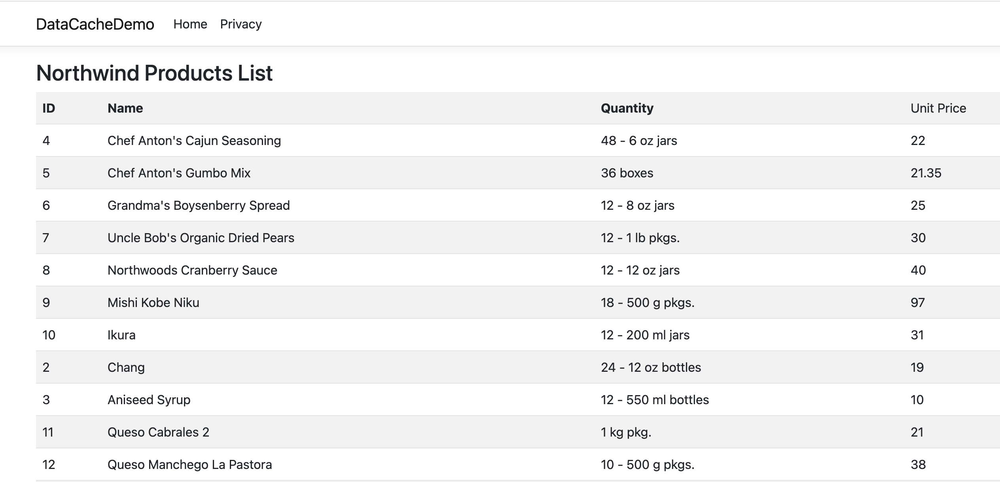 DataCacheDemo Home Privacy
Northwind Products List
ID Name Quantity Unit Price
4 Chef Anton's Cajun Seasoning 48 - 6 oz jars 22
5 Chef Anton's Gumbo Mix 36 boxes 21.35
6 Grandma's Boysenberry Spread 12 - 8 oz jars 25
7 Uncle Bob's Organic Dried Pears 12 - 1 lb pkgs. 30
8 Northwoods Cranberry Sauce 12 - 12 oz jars 40
9 Mishi Kobe Niku 18 - 500 g pkgs. 97
10 Ikura 12 - 200 ml jars 31
2 Chang 24 - 12 oz bottles 19
3 Aniseed Syrup 12 - 550 ml bottles 10
11 Queso Cabrales 2 1 kg pkg. 21
12 Queso Manchego La Pastora 10 - 500 g pkgs. 38